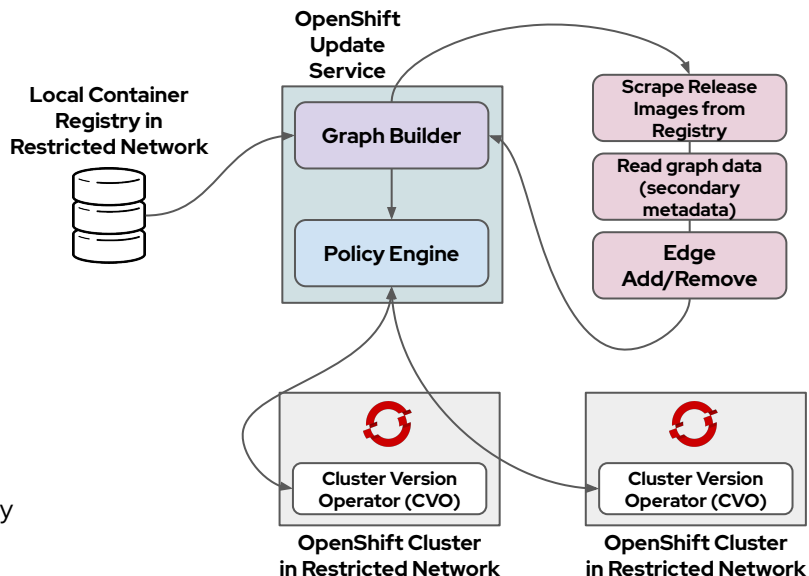 OpenShift
Update
Service
Local Container
Registry in
Restricted Network
Graph Builder
Policy Engine
Scrape Release
Images from
Registry
Read graph data
(secondary
metadata)
Edge
Add/Remove
Cluster Version
Operator (CVO)
OpenShift Cluster
in Restricted Network
Cluster Version
Operator (CVO)
OpenShift Cluster
in Restricted Network
y